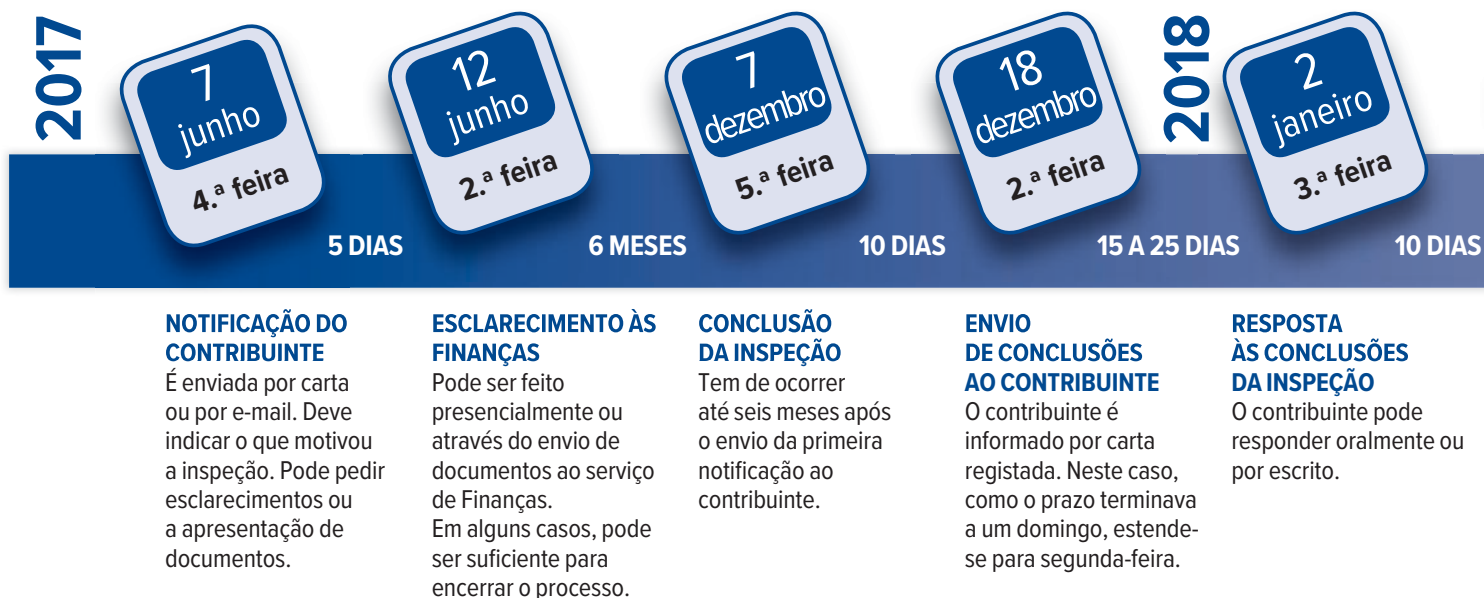 2017
7
junho
4.ª feira
12
junho
2.ª feira
7
dezembro
5.ª feira
18
dezembro
2.ª feira
2018
2
janeiro
3.ª feira
5 DIAS
6 MESES
10 DIAS
15 A 25 DIAS
10 DIAS
NOTIFICAÇÃO DO
CONTRIBUINTE
É enviada por carta
ou por e-mail. Deve
indicar o que motivou
a inspeção. Pode pedir
esclarecimentos ou
a apresentação de
documentos.
ESCLARECIMENTO ÀS
FINANÇAS
Pode ser feito
presencialmente ou
através do envio de
documentos ao serviço
de Finanças.
Em alguns casos, pode
ser suficiente para
encerrar o processo.
CONCLUSÃO
DA INSPEÇÃO
Tem de ocorrer
até seis meses após
o envio da primeira
notificação ao
contribuinte.
ENVIO
DE CONCLUSÕES
AO CONTRIBUINTE
O contribuinte é
informado por carta
registada. Neste caso,
como o prazo terminava
a um domingo, estende-
se para segunda-feira.
RESPOSTA
ÀS CONCLUSÕES
DA INSPEÇÃO
O contribuinte pode
responder oralmente ou
por escrito.